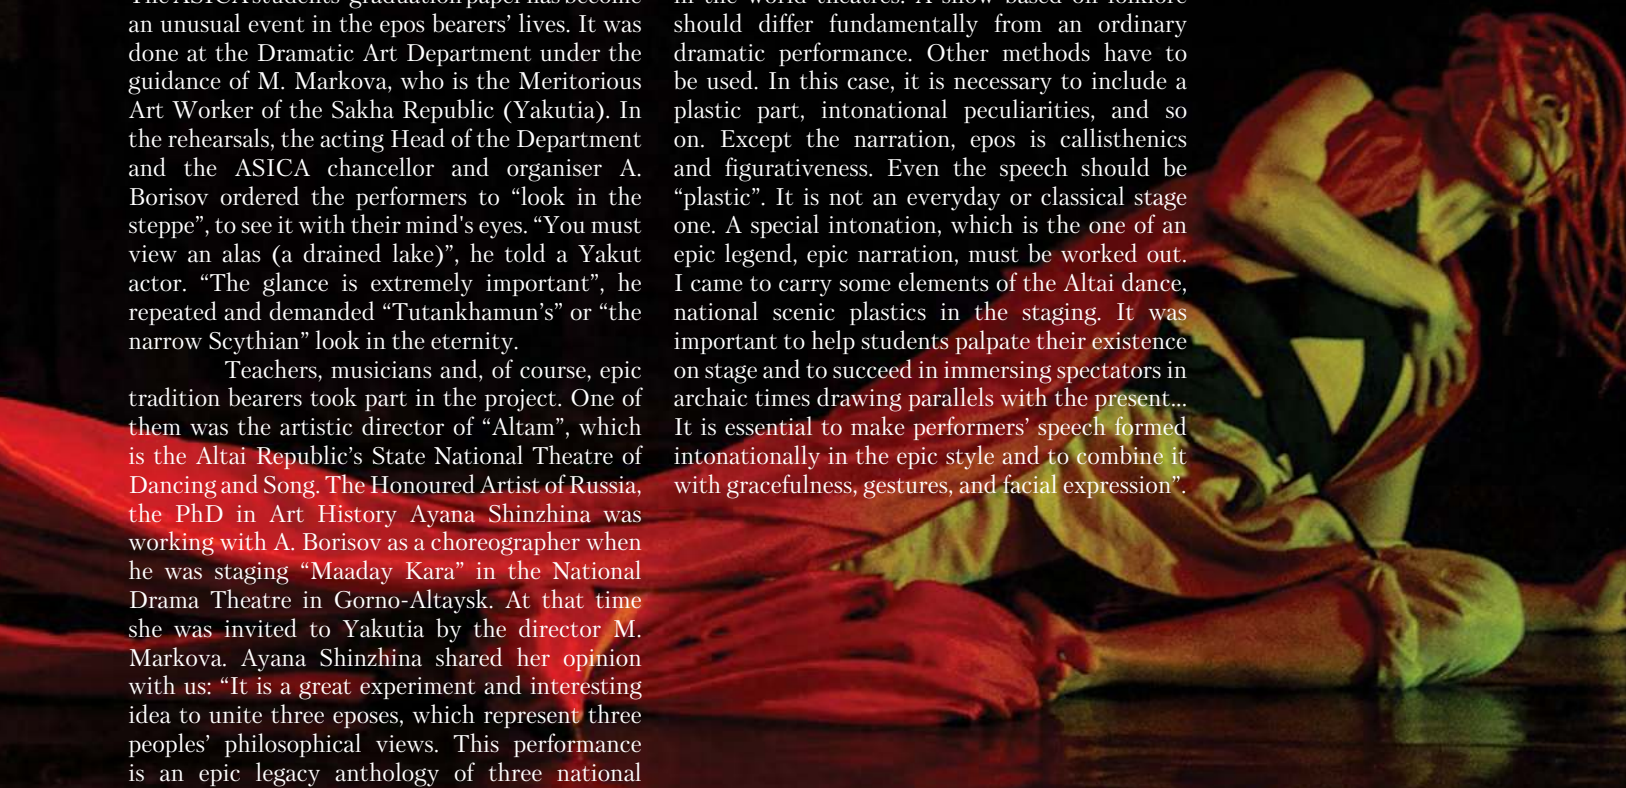 The ASICA students' graduation paper has become
an unusual event in the epos bearers' lives. It was
done at the Dramatic Art Department under the
guidance of M. Markova, who is the Meritorious
Art Worker of the Sakha Republic (Yakutia). In
the rehearsals, the acting Head of the Department
and the ASICA chancellor and organiser A.
Borisov ordered the performers to “look in the
steppe”, to see it with their mind's eyes. “You must
view an alas (a drained lake)”, he told a Yakut
actor. “The glance is extremely important”, he
repeated and demanded “Tutankhamun’s” or “the
narrow Scythian” look in the eternity.
Teachers, musicians and, of course, epic
tradition bearers took part in the project. One of
them was the artistic director of “Altam”, which
is the Altai Republic’s State National Theatre of
Dancing and Song. The Honoured Artist of Russia,
the PhD in Art History Ayana Shinzhina was
working with A. Borisov as a choreographer when
he was staging “Maaday Kara” in the National
Drama Theatre in Gorno-Altaysk. At that time
she was invited to Yakutia by the director M.
Markova. Ayana Shinzhina shared her opinion
with us: “It is a great experiment and interesting
idea to unite three eposes, which represent three
peoples’ philosophical views. This performance
is an epic legacy anthology of three national
in the world theatres. A show based on folklore
should differ fundamentally from an ordinary
dramatic performance. Other methods have to
be used. In this case, it is necessary to include a
plastic part, intonational peculiarities, and so
on. Except the narration, epos is callisthenics
and figurativeness. Even the speech should be
“plastic”. It is not an everyday or classical stage
one. A special intonation, which is the one of an
epic legend, epic narration, must be worked out.
I came to carry some elements of the Altai dance,
national scenic plastics in the staging. It was
important to help students palpate their existence
on stage and to succeed in immersing spectators in
archaic times drawing parallels with the present...
It is essential to make performers’ speech formed
intonationally in the epic style and to combine it
with gracefulness, gestures, and facial expression”.